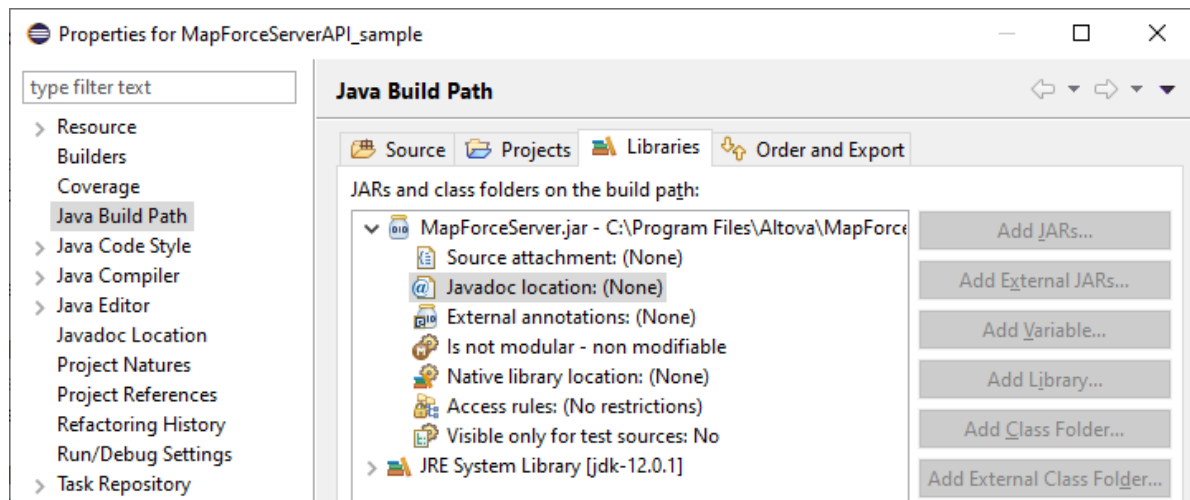 Properties for MapForceServerAPI_sample
type filter text
Resource
Builders
Coverage
Java Build Path
Java Code Style
Java Compiler
Java Editor
Javadoc Location
Project Natures
Project References
Refactoring History
Run/Debug Settings
Task Repository
Java Build Path
Source Projects Libraries Order and Export
JARs and class folders on the build path:
MapForceServer.jar - C:\Program Files\Altova\MapForce
Source attachment: (None)
Javadoc location: (None)
External annotations: (None)
Is not modular - non modifiable
Native library location: (None)
Access rules: (No restrictions)
Visible only for test sources: No
JRE System Library [jdk-12.0.1]
Add JARs...
Add External JARs...
Add Variable...
Add Library...
Add Class Folder...
Add External Class Folder...